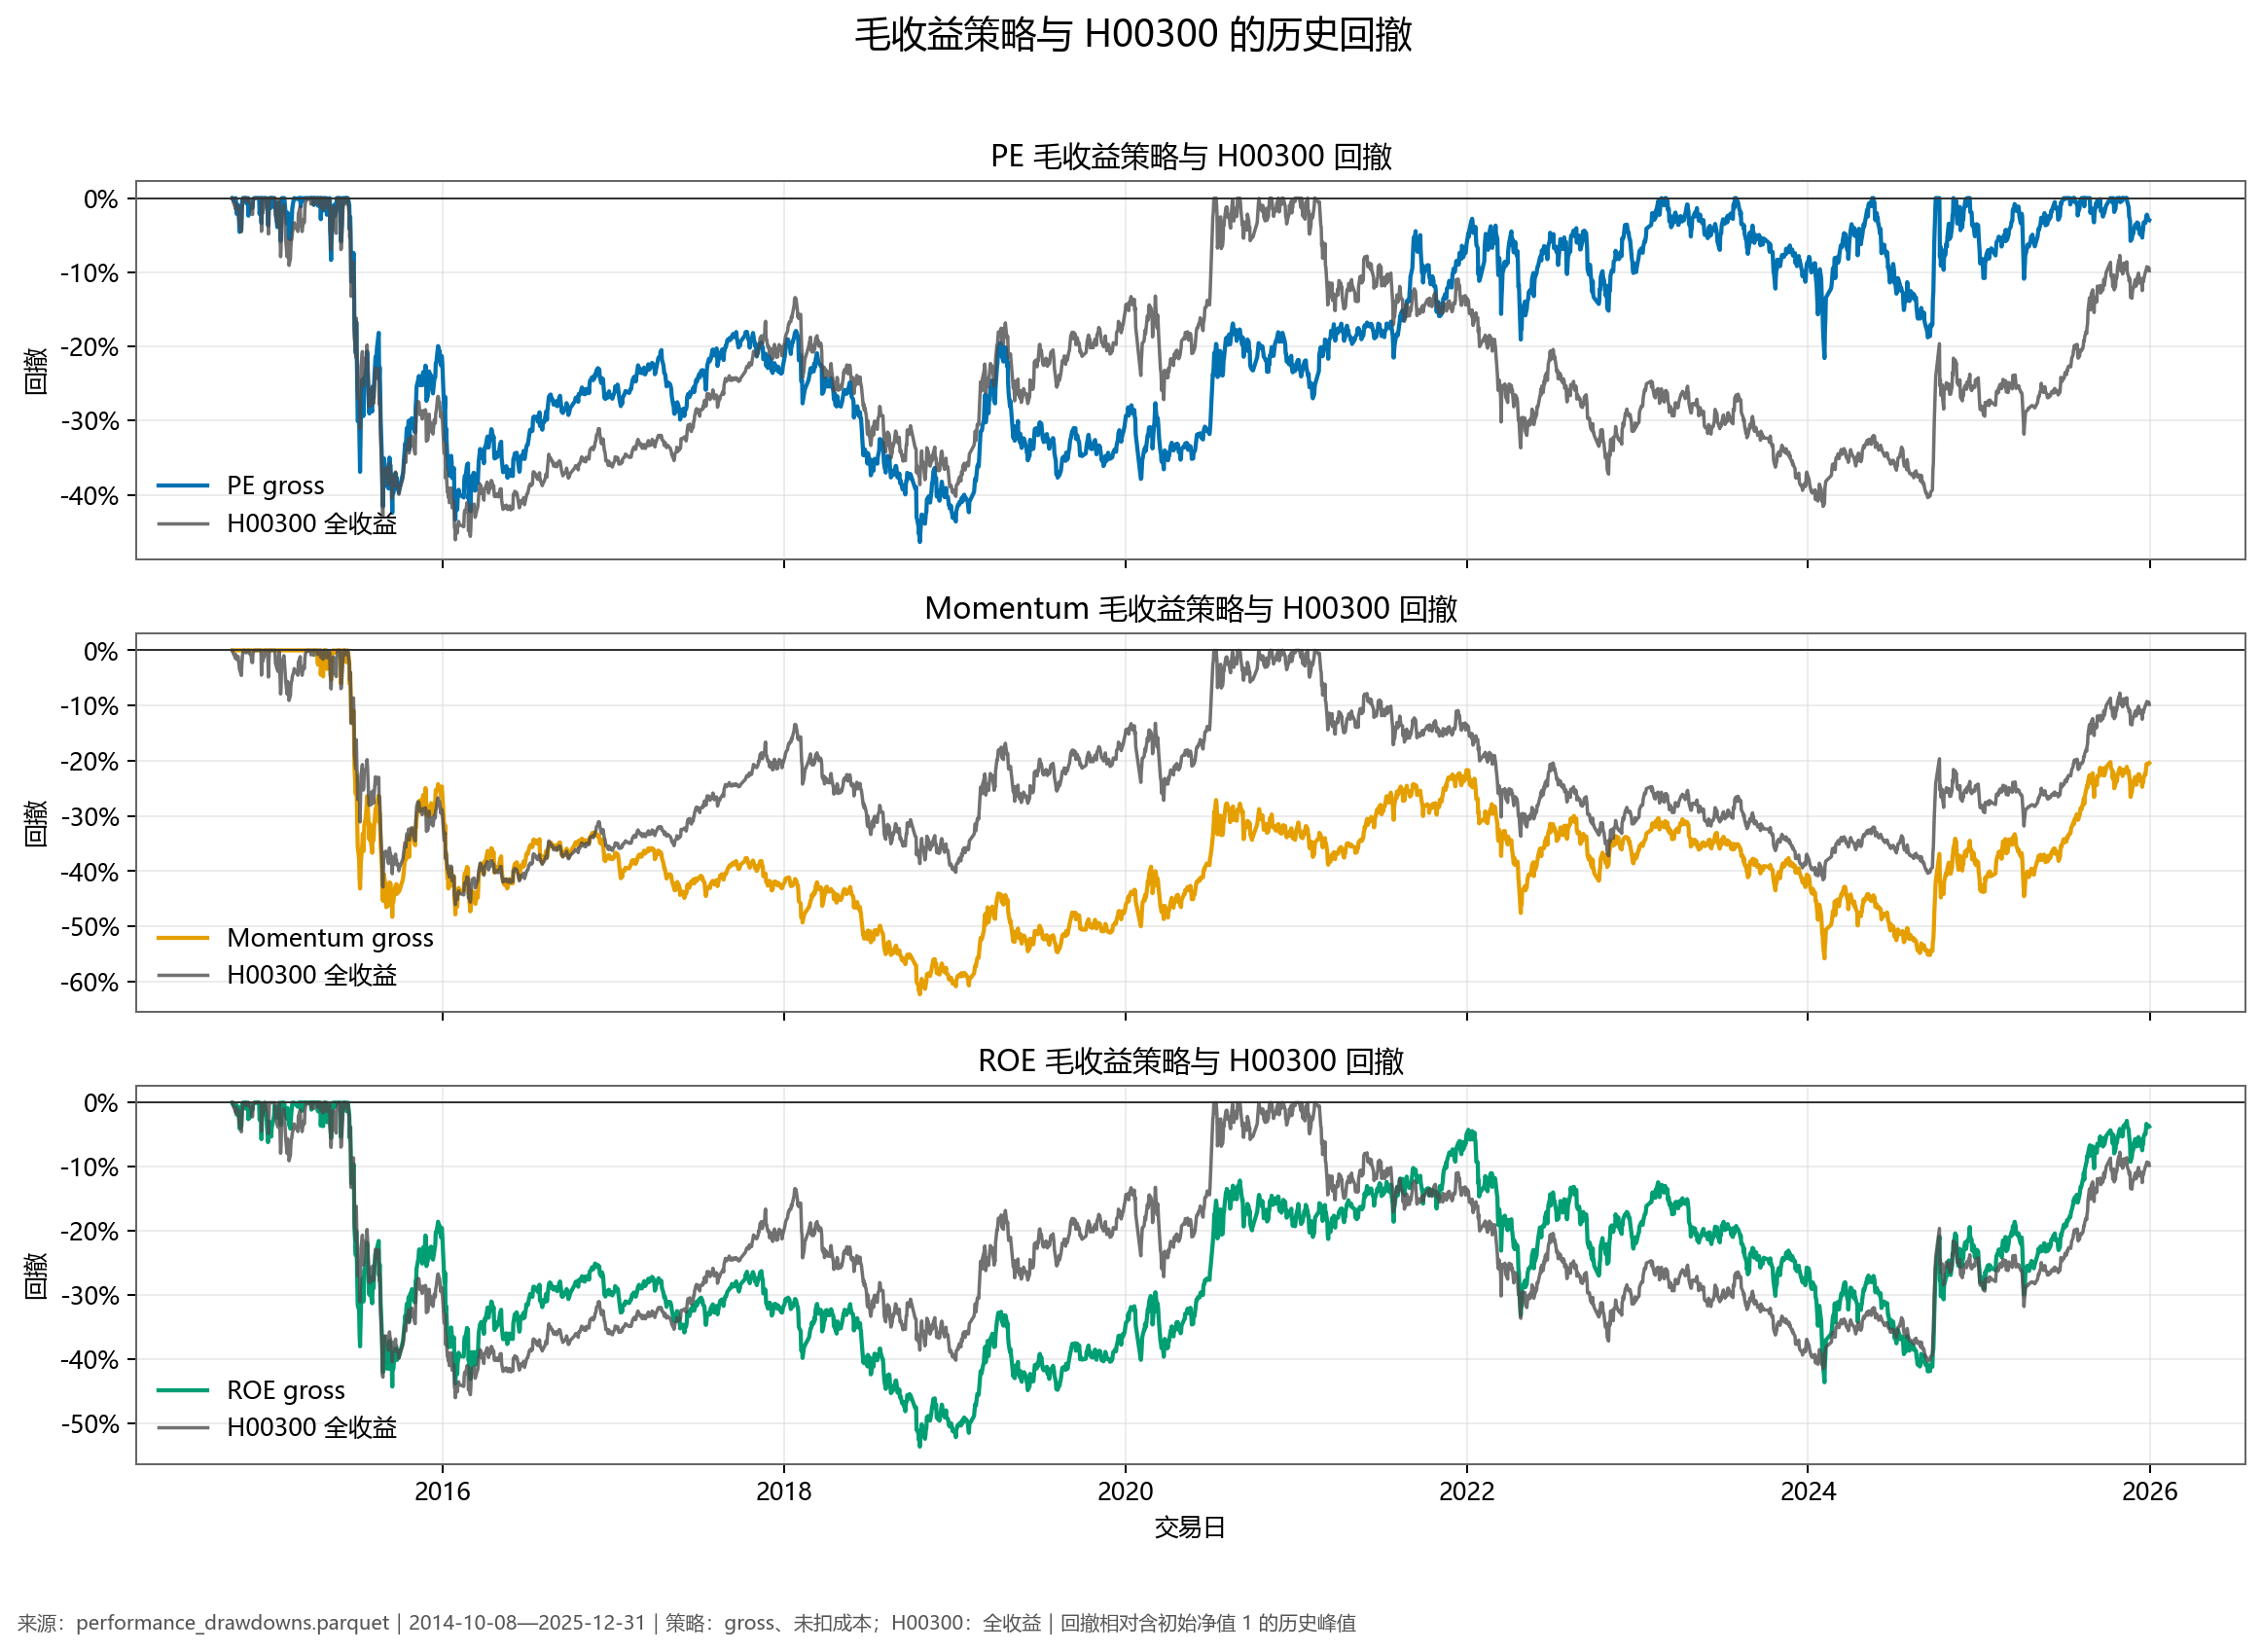 毛收益策略与 H00300 的历史回撤
PE 毛收益策略与 H00300 回撤
0%
-10%
-20%
-30%
-40%
回撤
PE gross
H00300 全收益
Momentum 毛收益策略与 H00300 回撤
0%
-10%
-20%
-30%
-40%
-50%
-60%
回撤
Momentum gross
H00300 全收益
ROE 毛收益策略与 H00300 回撤
0%
-10%
-20%
-30%
-40%
-50%
回撤
ROE gross
H00300 全收益
2016 2018 2020 2022 2024 2026
交易日
来源：performance_drawdowns.parquet | 2014-10-08—2025-12-31 | 策略：gross、未扣成本；H00300：全收益 | 回撤相对含初始净值 1 的历史峰值